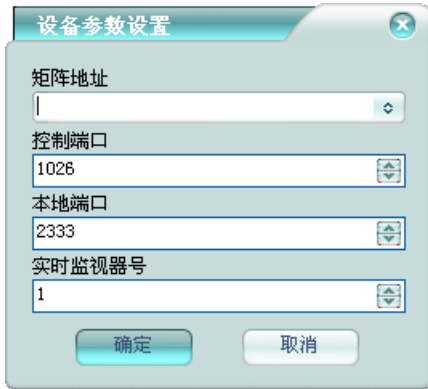 设备参数设置
矩阵地址
控制端口
1026
本地端口
2333
实时监视器号
1
确定 取消